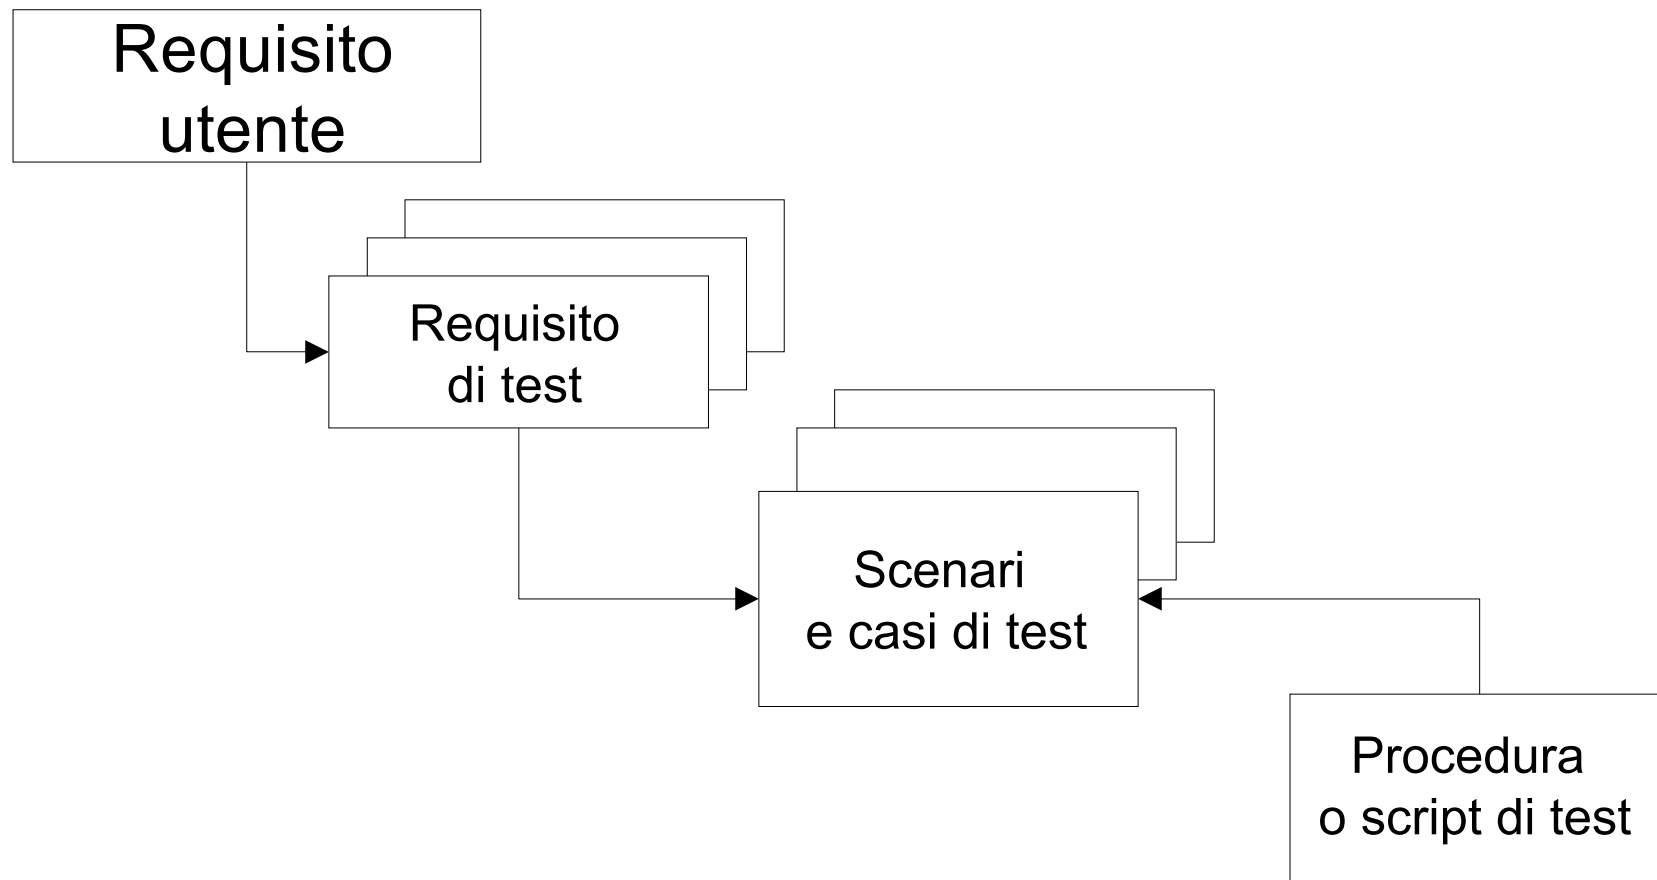 Requisito
utente
Requisito
di test
Scenari
e casi di test
Procedura
o script di test